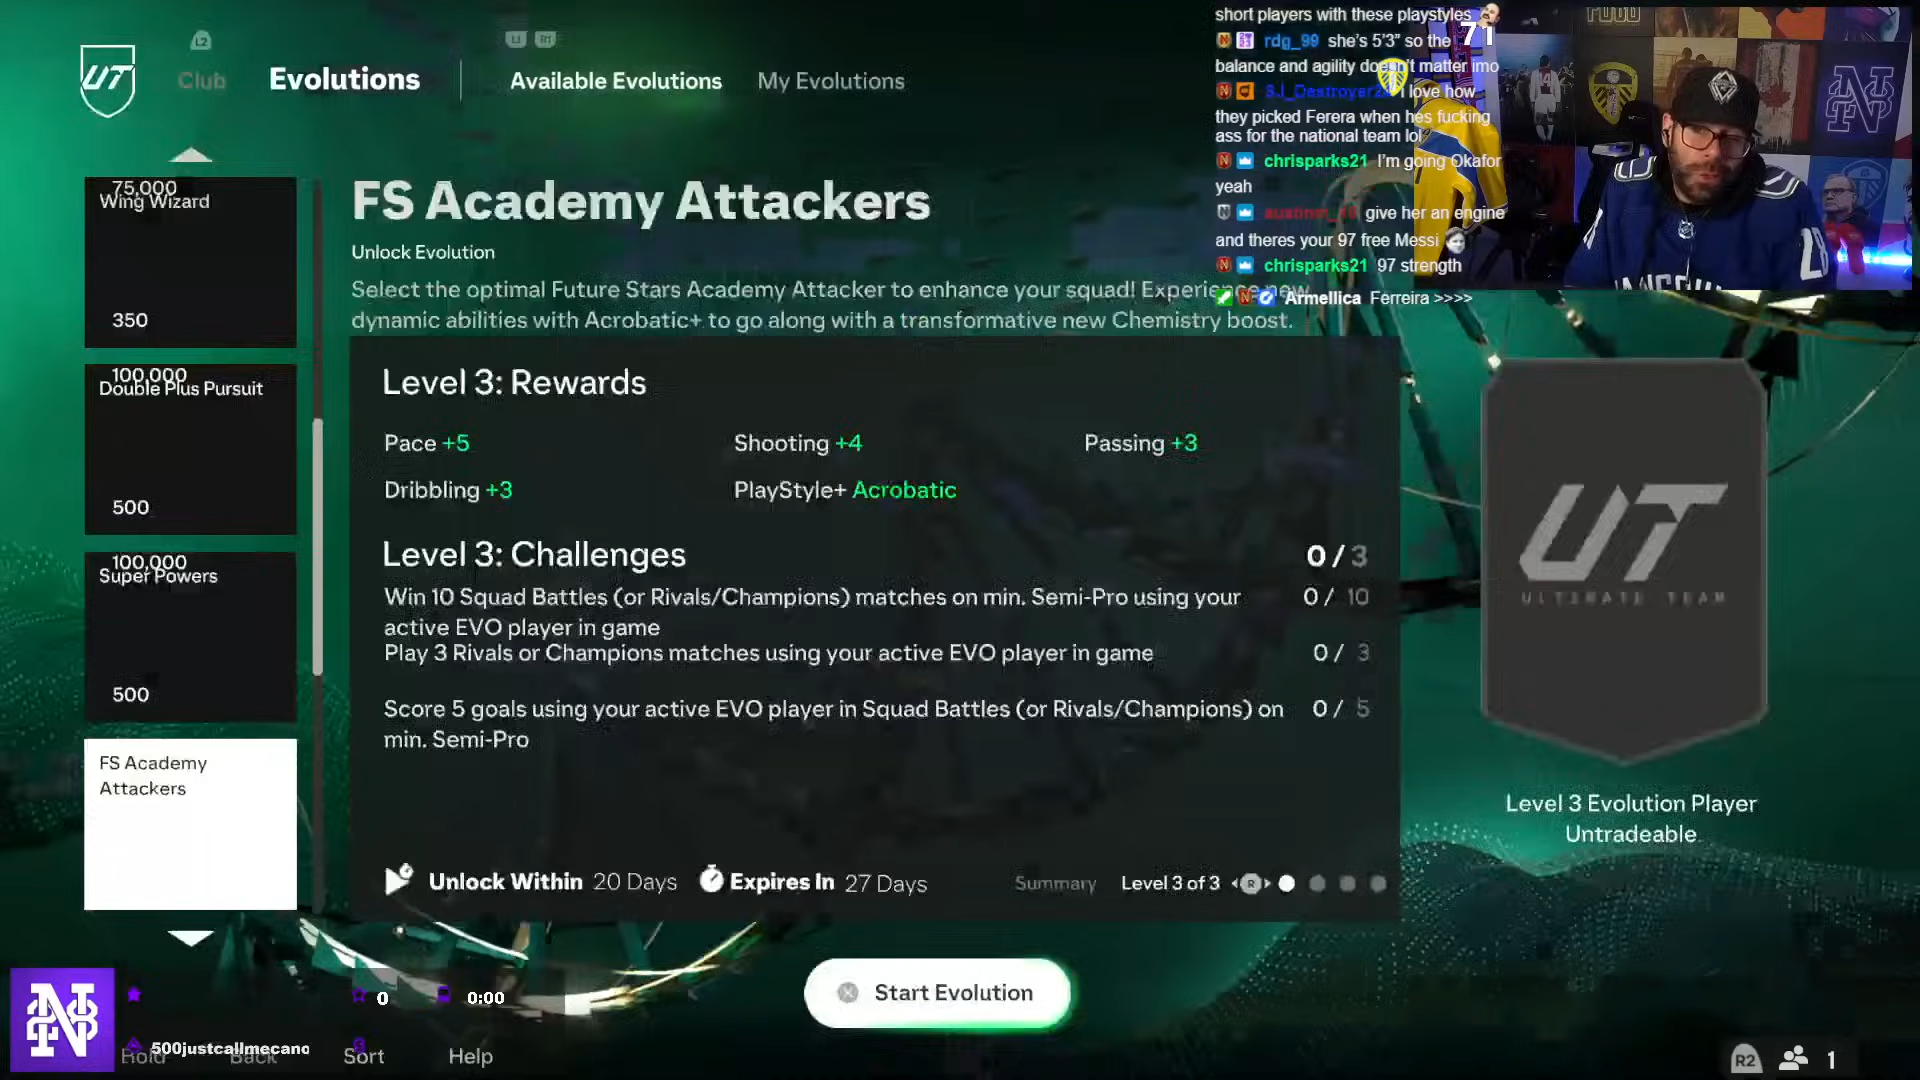 L2
Club
Evolutions
L1 R1
Available Evolutions
My Evolutions
75,000
Wing Wizard
350
100,000
Double Plus Pursuit
500
100,000
Super Powers
500
FS Academy
Attackers
FS Academy Attackers
Unlock Evolution
Select the optimal Future Stars Academy Attacker to enhance your squad! Experience new
dynamic abilities with Acrobatic+ to go along with a transformative new Chemistry boost.
Level 3: Rewards
Pace +5
Shooting +4
Passing +3
Dribbling +3
PlayStyle+ Acrobatic
Level 3: Challenges
0 / 3
Win 10 Squad Battles (or Rivals/Champions) matches on min. Semi-Pro using your
active EVO player in game
0 / 10
Play 3 Rivals or Champions matches using your active EVO player in game
0 / 3
Score 5 goals using your active EVO player in Squad Battles (or Rivals/Champions) on
min. Semi-Pro
0 / 5
Unlock Within 20 Days
Expires In 27 Days
Summary
Level 3 of 3
R
Start Evolution
short players with these playstyles
71
rdg_99 she's 5'3" so the
balance and agility doesn't matter imo
I love how
they picked Ferera when hes fucking
ass for the national team lol
chrisparks21 I'm going Okafor
yeah
give her an engine
and theres your 97 free Messi
chrisparks21 97 strength
Armellica Ferreira >>>>
UT
ULTIMATE TEAM
Level 3 Evolution Player
Untradeable
0
0:00
3
500justcallmecano
Hold
Back
Sort
Help
R2
1